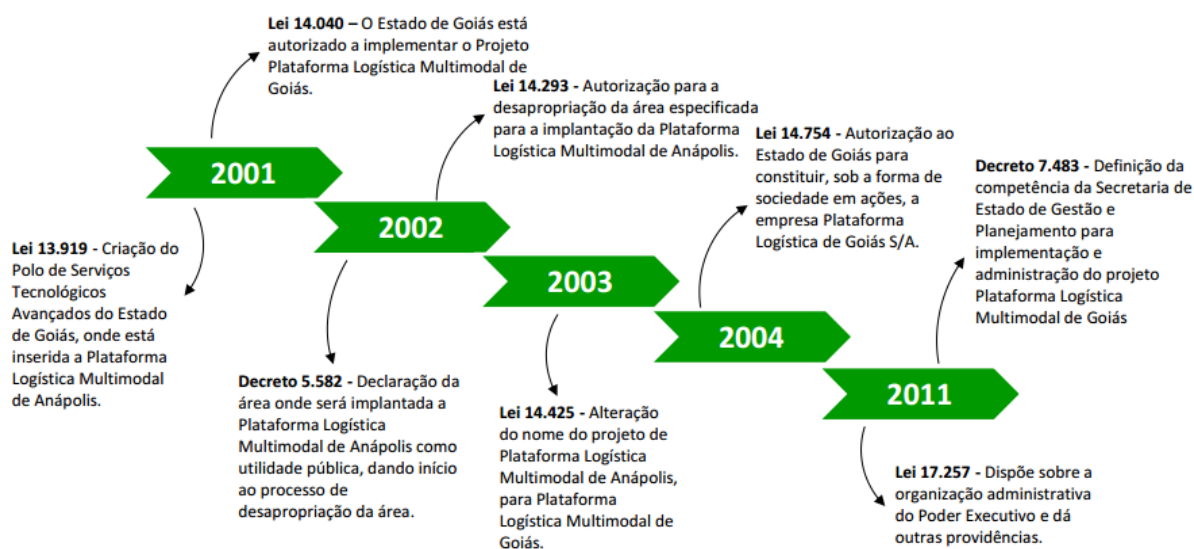 Lei 14.040 – O Estado de Goiás está
autorizado a implementar o Projeto
Plataforma Logística Multimodal de
Goiás.
2001
Lei 13.919 - Criação do
Polo de Serviços
Tecnológicos
Avançados do Estado
de Goiás, onde está
inserida a Plataforma
Logística Multimodal
de Anápolis.
Lei 14.293 - Autorização para a
desapropriação da área especificada
para a implantação da Plataforma
Logística Multimodal de Anápolis.
2002
Decreto 5.582 - Declaração da
área onde será implantada a
Plataforma Logística
Multimodal de Anápolis como
utilidade pública, dando início
ao processo de
desapropriação da área.
2003
Lei 14.425 - Alteração
do nome do projeto de
Plataforma Logística
Multimodal de Anápolis,
para Plataforma
Logística Multimodal de
Goiás.
Lei 14.754 - Autorização ao
Estado de Goiás para
constituir, sob a forma de
sociedade em ações, a
empresa Plataforma
Logística de Goiás S/A.
2004
Decreto 7.483 - Definição da
competência da Secretaria de
Estado de Gestão e
Planejamento para
implementação e
administração do projeto
Plataforma Logística
Multimodal de Goiás
2011
Lei 17.257 - Dispõe sobre a
organização administrativa
do Poder Executivo e dá
outras providências.